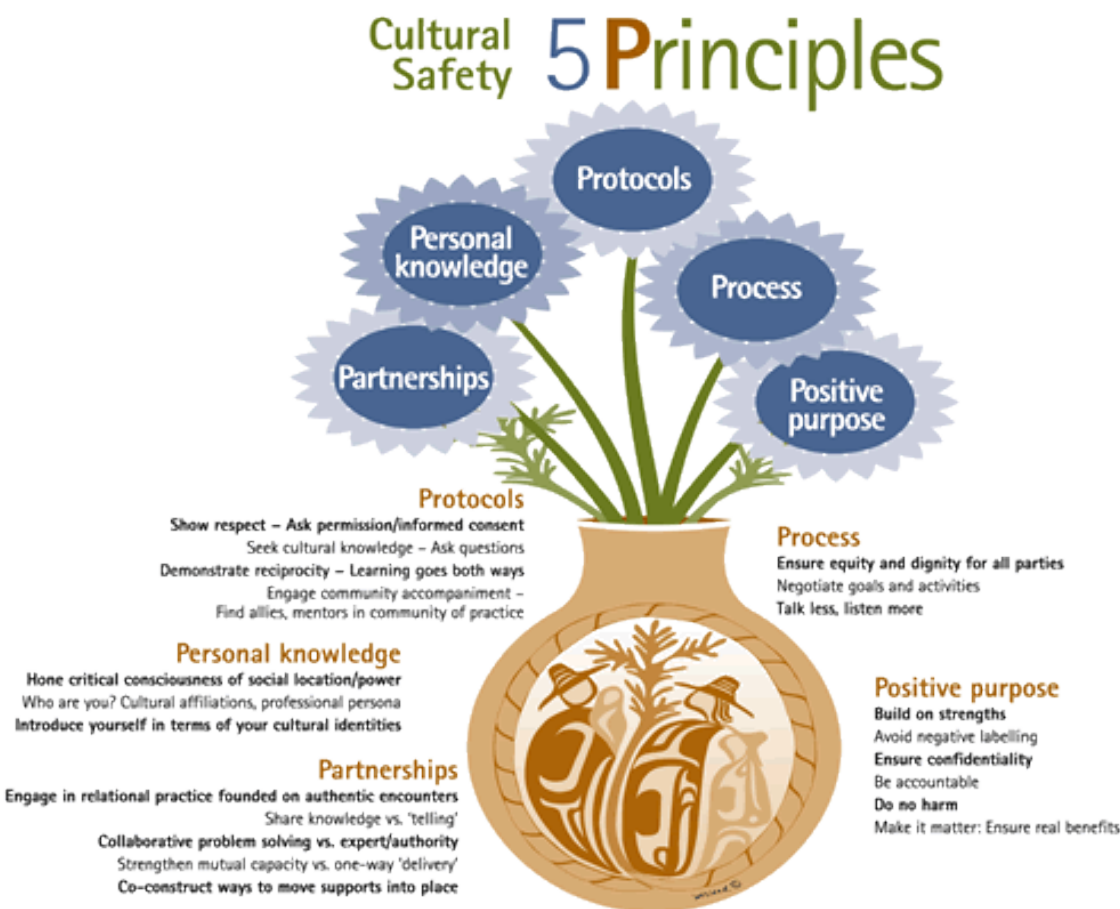 Cultural
Safety
5 Principles
Protocols
Personal
knowledge
Process
Partnerships
Positive
purpose
Protocols
Show respect – Ask permission/informed consent
Seek cultural knowledge – Ask questions
Demonstrate reciprocity – Learning goes both ways
Engage community accompaniment –
Find allies, mentors in community of practice
Personal knowledge
Hone critical consciousness of social location/power
Who are you? Cultural affiliations, professional persona
Introduce yourself in terms of your cultural identities
Partnerships
Engage in relational practice founded on authentic encounters
Share knowledge vs. 'telling'
Collaborative problem solving vs. expert/authority
Strengthen mutual capacity vs. one-way 'delivery'
Co-construct ways to move supports into place
Process
Ensure equity and dignity for all parties
Negotiate goals and activities
Talk less, listen more
Positive purpose
Build on strengths
Avoid negative labelling
Ensure confidentiality
Be accountable
Do no harm
Make it matter: Ensure real benefits